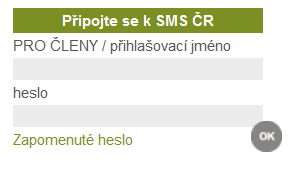 Připojte se k SMS ČR
PRO ČLENY / přihlašovací jméno
heslo
OK
Zapomenuté heslo